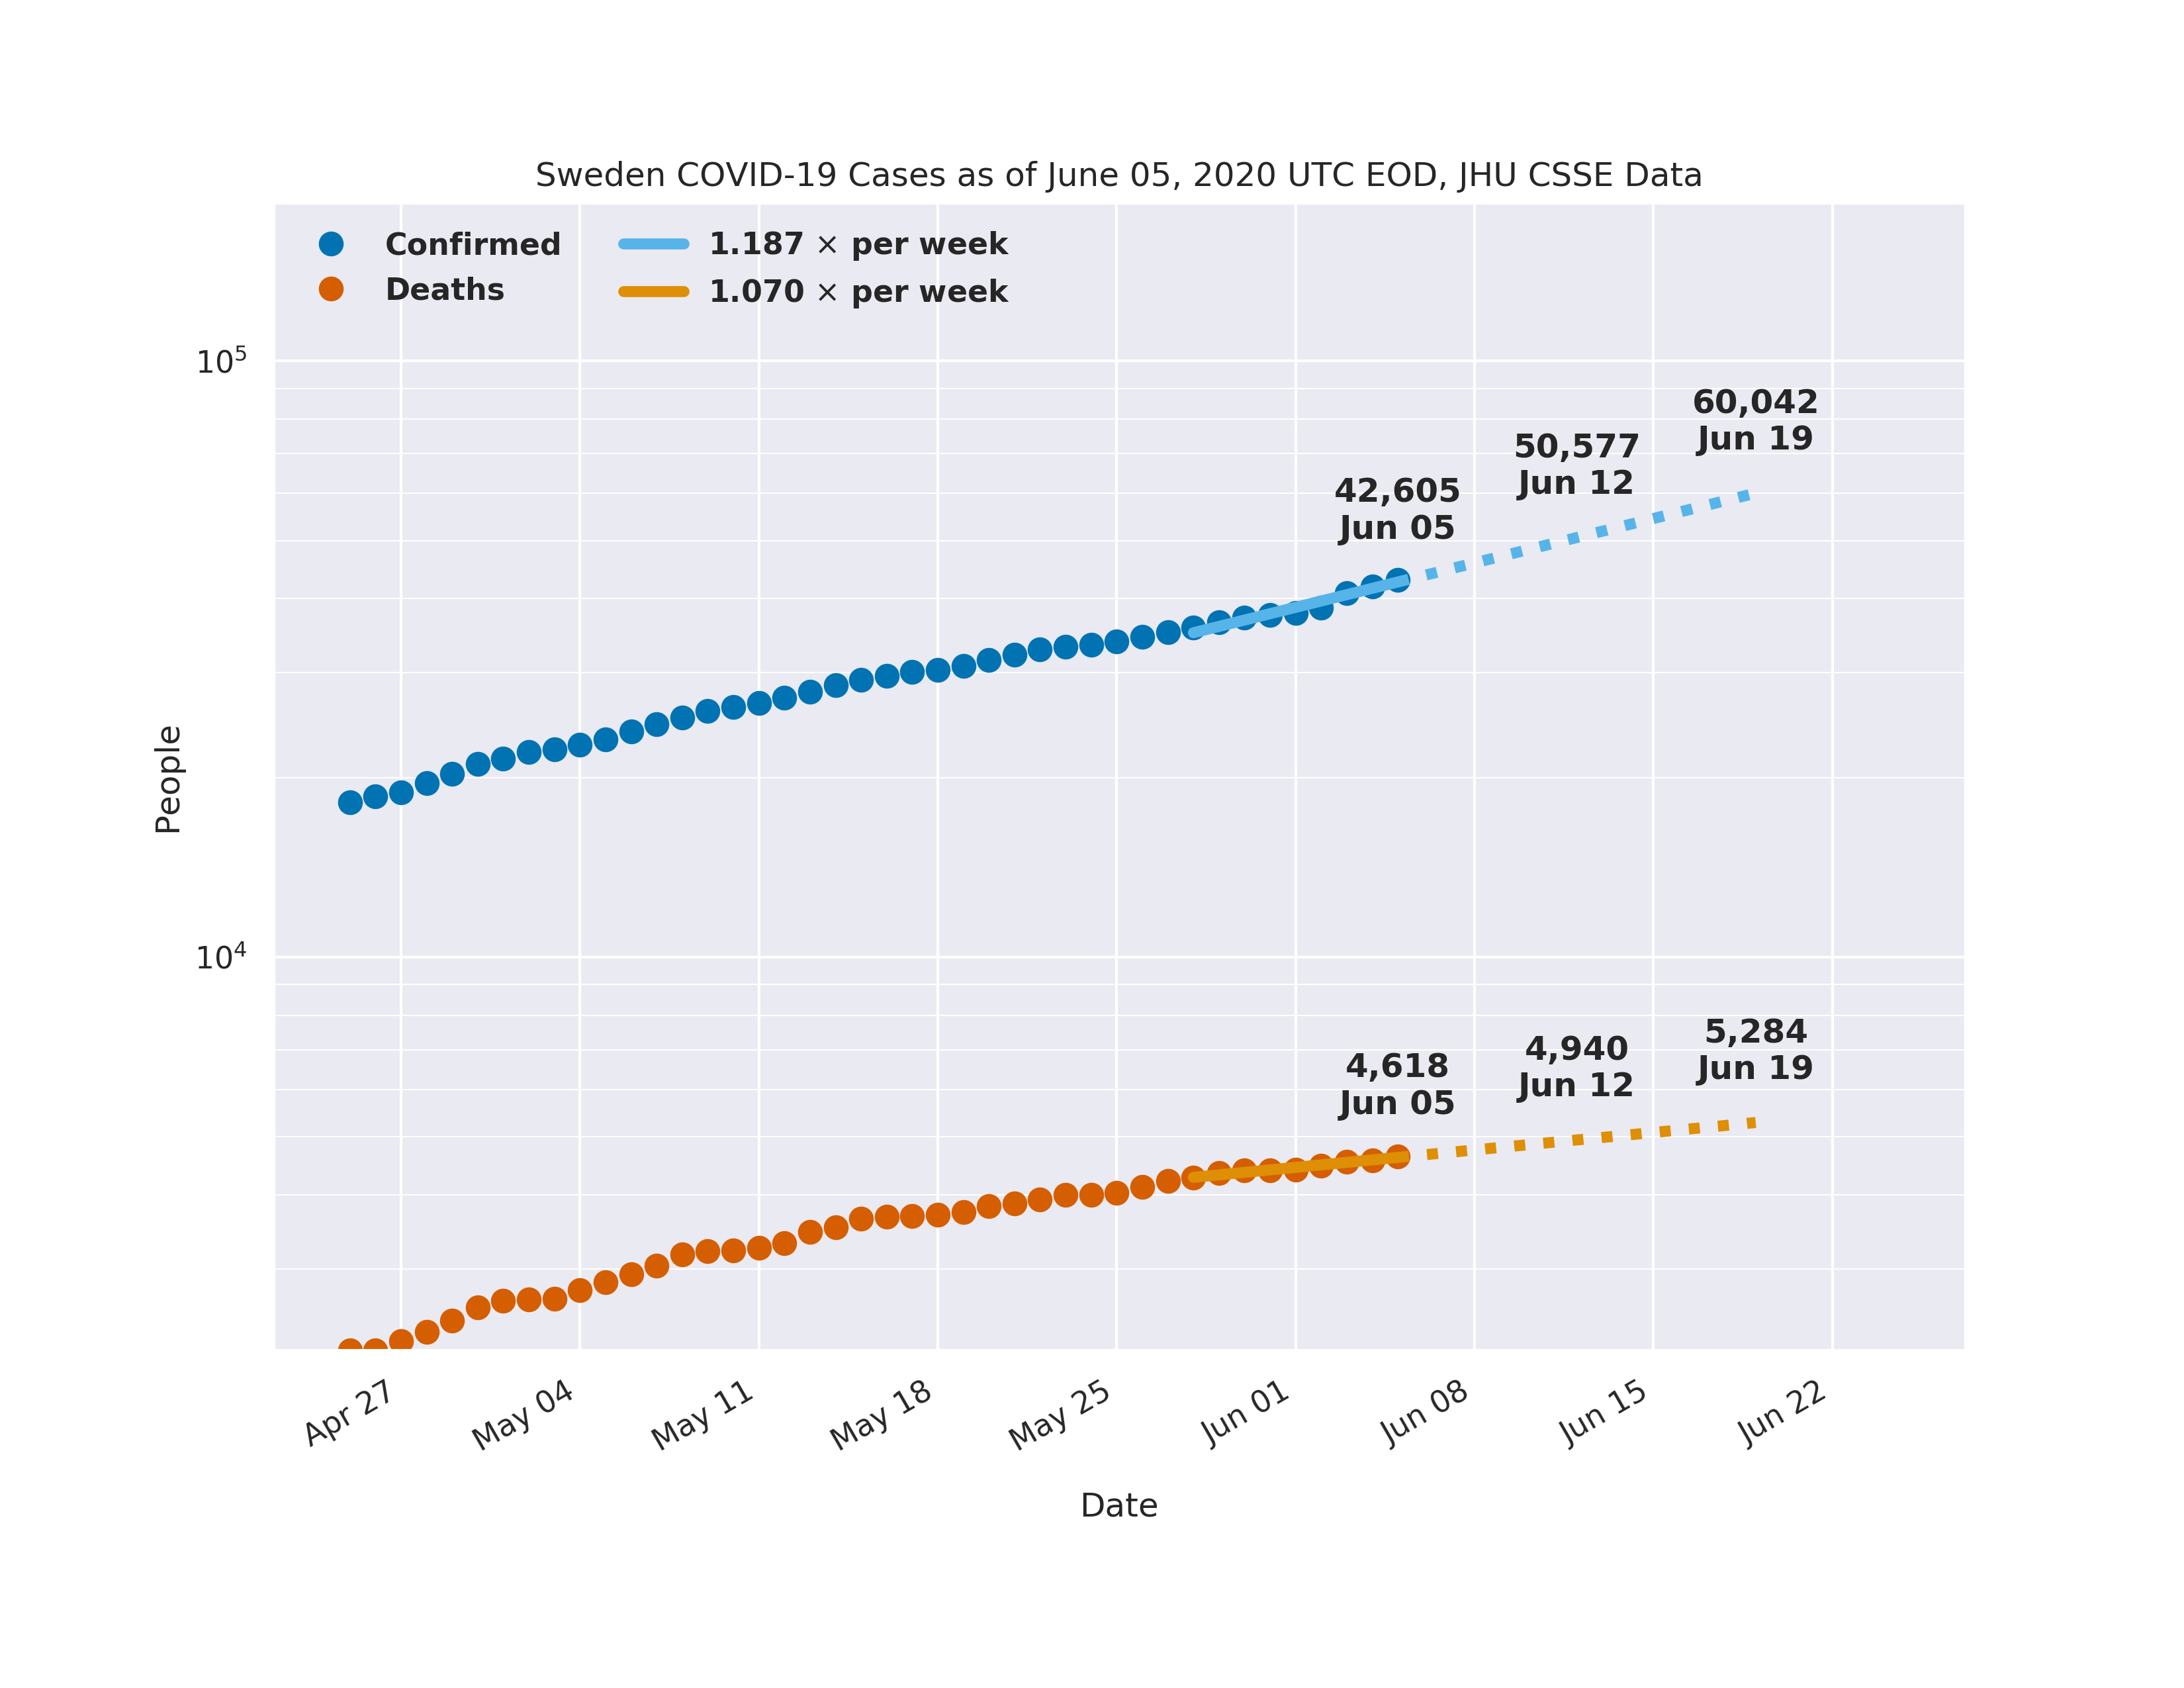 Sweden COVID-19 Cases as of June 05, 2020 UTC EOD, JHU CSSE Data
Confirmed
Deaths
1.187 × per week
1.070 × per week
10⁵
10⁴
People
60,042
Jun 19
50,577
Jun 12
42,605
Jun 05
5,284
Jun 19
4,940
Jun 12
4,618
Jun 05
Apr 27
May 04
May 11
May 18
May 25
Jun 01
Jun 08
Jun 15
Jun 22
Date